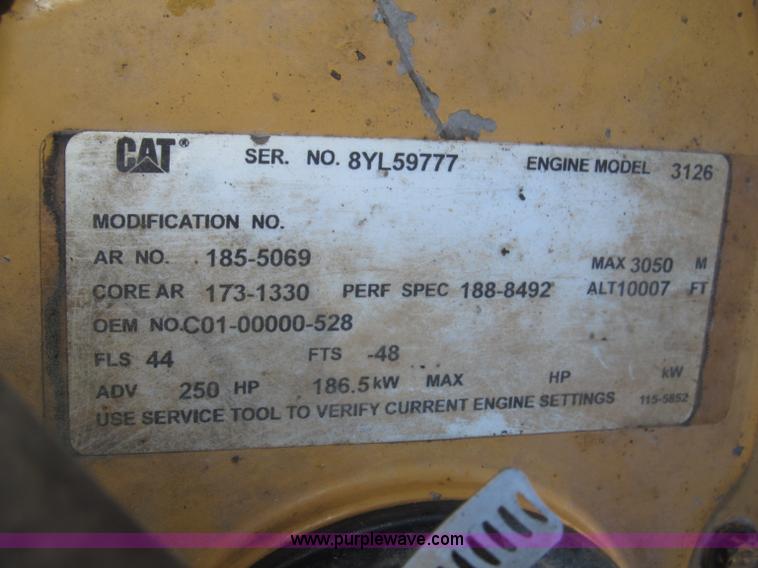 CAT® SER. NO. 8YL59777 ENGINE MODEL 3126
MODIFICATION NO.
AR NO. 185-5069 MAX 3050 M
CORE AR 173-1330 PERF SPEC 188-8492 ALT10007 FT
OEM NO.C01-00000-528
FLS 44 FTS -48
ADV 250 HP 186.5 kW MAX HP kW
USE SERVICE TOOL TO VERIFY CURRENT ENGINE SETTINGS 115-5852
www.purplewave.com